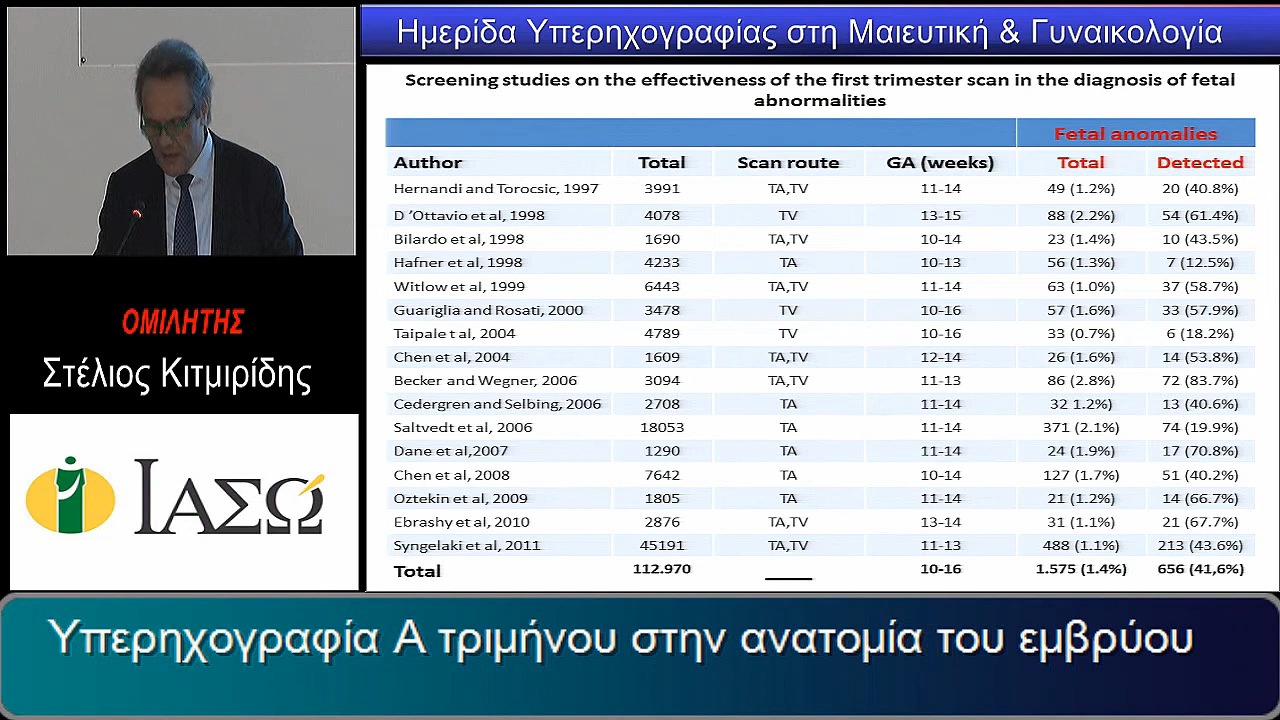 Ημερίδα Υπερηχογραφίας στη Μαιευτική & Γυναικολογία
Screening studies on the effectiveness of the first trimester scan in the diagnosis of fetal
abnormalities
Fetal anomalies
Author Total Scan route GA (weeks) Total Detected
Hernandi and Torocsic, 1997 3991 TA,TV 11-14 49 (1.2%) 20 (40.8%)
D 'Ottavio et al, 1998 4078 TV 13-15 88 (2.2%) 54 (61.4%)
Bilardo et al, 1998 1690 TA,TV 10-14 23 (1.4%) 10 (43.5%)
Hafner et al, 1998 4233 TA 10-13 56 (1.3%) 7 (12.5%)
Witlow et al, 1999 6443 TA,TV 11-14 63 (1.0%) 37 (58.7%)
Guariglia and Rosati, 2000 3478 TV 10-16 57 (1.6%) 33 (57.9%)
Taipale t al, 2004 4789 TV 10-16 33 (0.7%) 6 (18.2%)
Chen et al, 2004 1609 TA,TV 12-14 26 (1.6%) 14 (53.8%)
Becker and Wegner, 2006 3094 TA,TV 11-13 86 (2.8%) 72 (83.7%)
Cedergren and Selbing, 2006 2708 TA 11-14 32 1.2%) 13 (40.6%)
Saltvedt et al, 2006 18053 TA 11-14 371 (2.1%) 74 (19.9%)
Dane et al,2007 1290 TA 11-14 24 (1.9%) 17 (70.8%)
Chen et al, 2008 7642 TA 10-14 127 (1.7%) 51 (40.2%)
Oztekin et al, 2009 1805 TA 11-14 21 (1.2%) 14 (66.7%)
Ebrashy et al, 2010 2876 TA,TV 13-14 31 (1.1%) 21 (67.7%)
Syngelaki et al, 2011 45191 TA,TV 11-13 488 (1.1%) 213 (43.6%)
Total 112.970 10-16 1.575 (1.4%) 656 (41,6%)
ΟΜΙΛΗΤΗΣ
Στέλιος Κιτμιρίδης
ΙΑΣΩ
Υπερηχογραφία Α τριμήνου στην ανατομία του εμβρύου